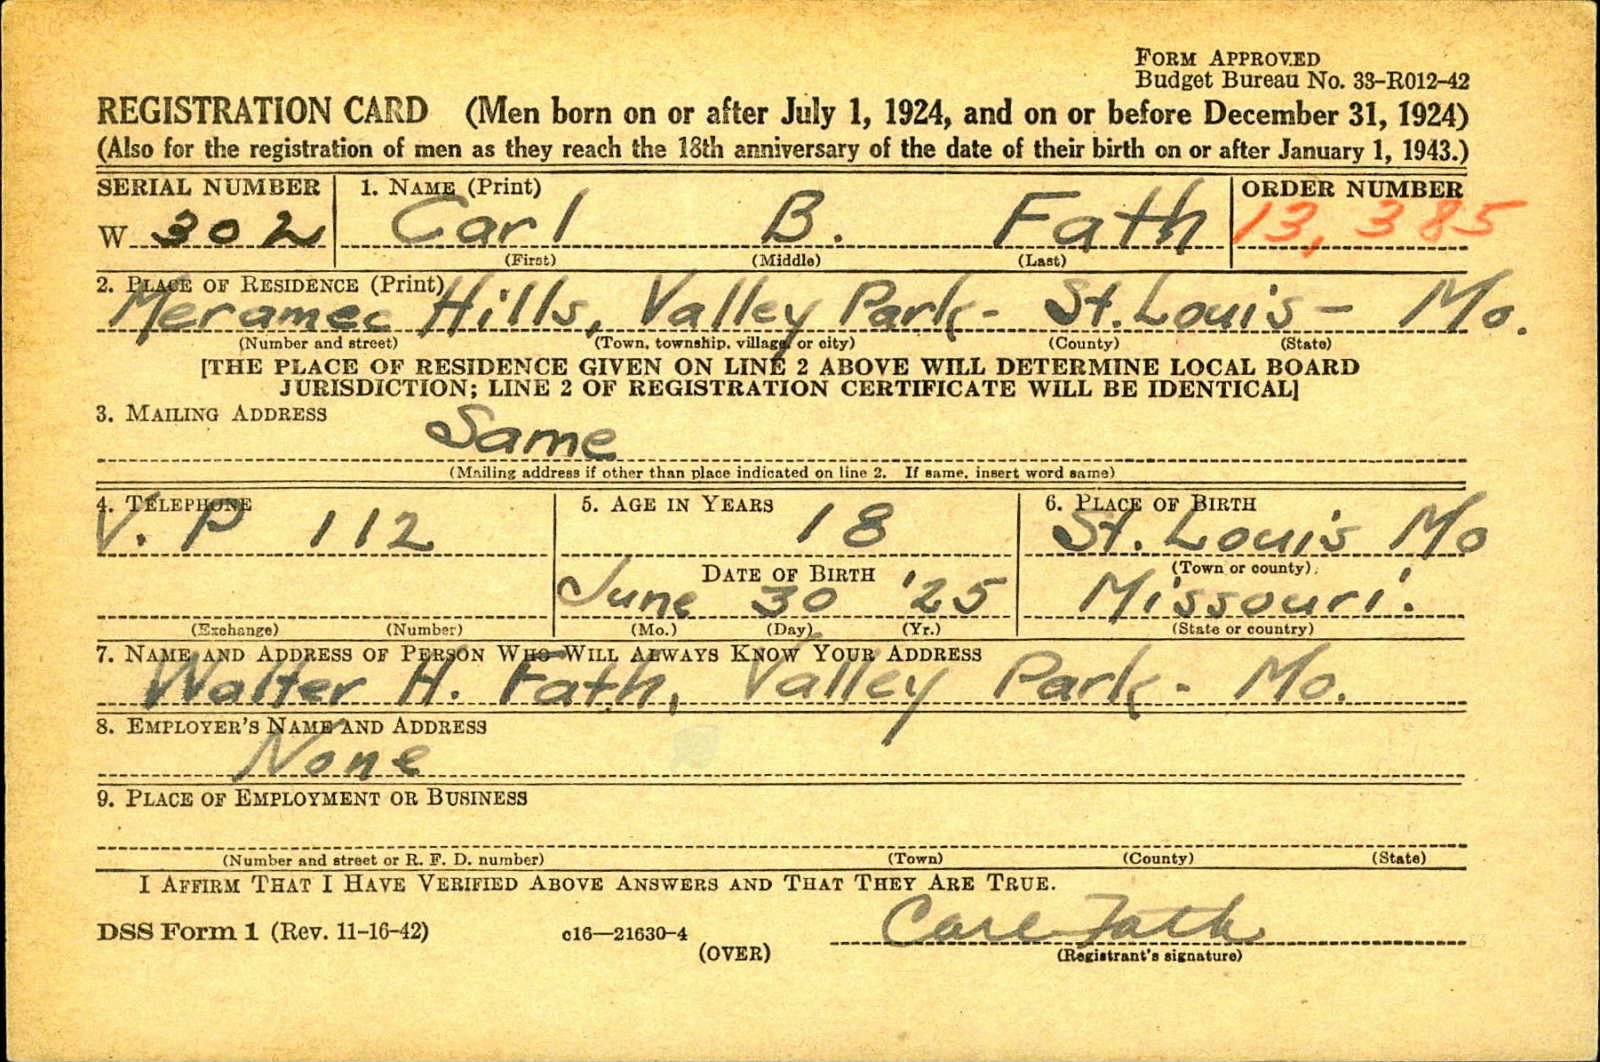 FORM APPROVED
Budget Bureau No. 33-R012-42
REGISTRATION CARD (Men born on or after July 1, 1924, and on or before December 31, 1924)
(Also for the registration of men as they reach the 18th anniversary of the date of their birth on or after January 1, 1943.)
SERIAL NUMBER 1. NAME (Print) ORDER NUMBER
W 302 Carl B. Fath 13,385
(First) (Middle) (Last)
2. PLACE OF RESIDENCE (Print)
Meramec Hills, Valley Park- St. Louis- Mo.
(Number and street) (Town, township, village, or city) (County) (State)
[THE PLACE OF RESIDENCE GIVEN ON LINE 2 ABOVE WILL DETERMINE LOCAL BOARD
JURISDICTION; LINE 2 OF REGISTRATION CERTIFICATE WILL BE IDENTICAL]
3. MAILING ADDRESS
Same
(Mailing address if other than place indicated on line 2. If same, insert word same)
4. TELEPHONE 5. AGE IN YEARS 6. PLACE OF BIRTH
V. P 112 18 St. Louis Mo
DATE OF BIRTH (Town or county)
June 30 '25 Missouri.
(Exchange) (Number) (Mo.) (Day) (Yr.) (State or country)
7. NAME AND ADDRESS OF PERSON WHO WILL ALWAYS KNOW YOUR ADDRESS
Walter H. Fath, Valley Park- Mo.
8. EMPLOYER'S NAME AND ADDRESS
None
9. PLACE OF EMPLOYMENT OR BUSINESS
(Number and street or R. F. D. number) (Town) (County) (State)
I AFFIRM THAT I HAVE VERIFIED ABOVE ANSWERS AND THAT THEY ARE TRUE.
Carl Fath
DSS Form 1 (Rev. 11-16-42) c16—21630-4
(OVER) (Registrant's signature)